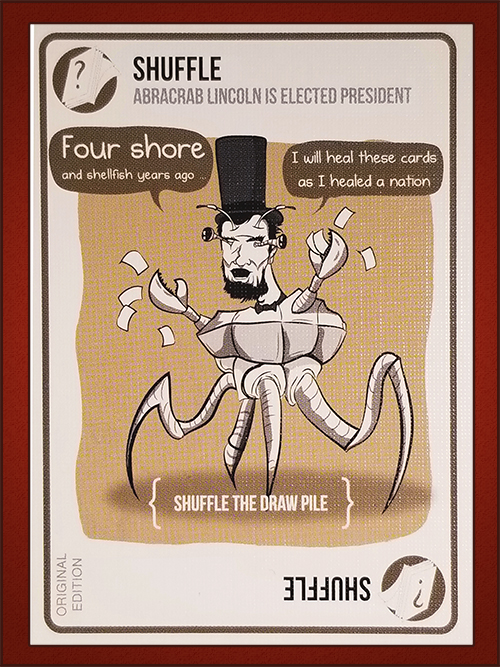 ?
SHUFFLE
ABRACRAB LINCOLN IS ELECTED PRESIDENT
Four shore
and shellfish years ago ...
I will heal these cards
as I healed a nation
{ SHUFFLE THE DRAW PILE }
ORIGINAL
EDITION
SHUFFLE
?